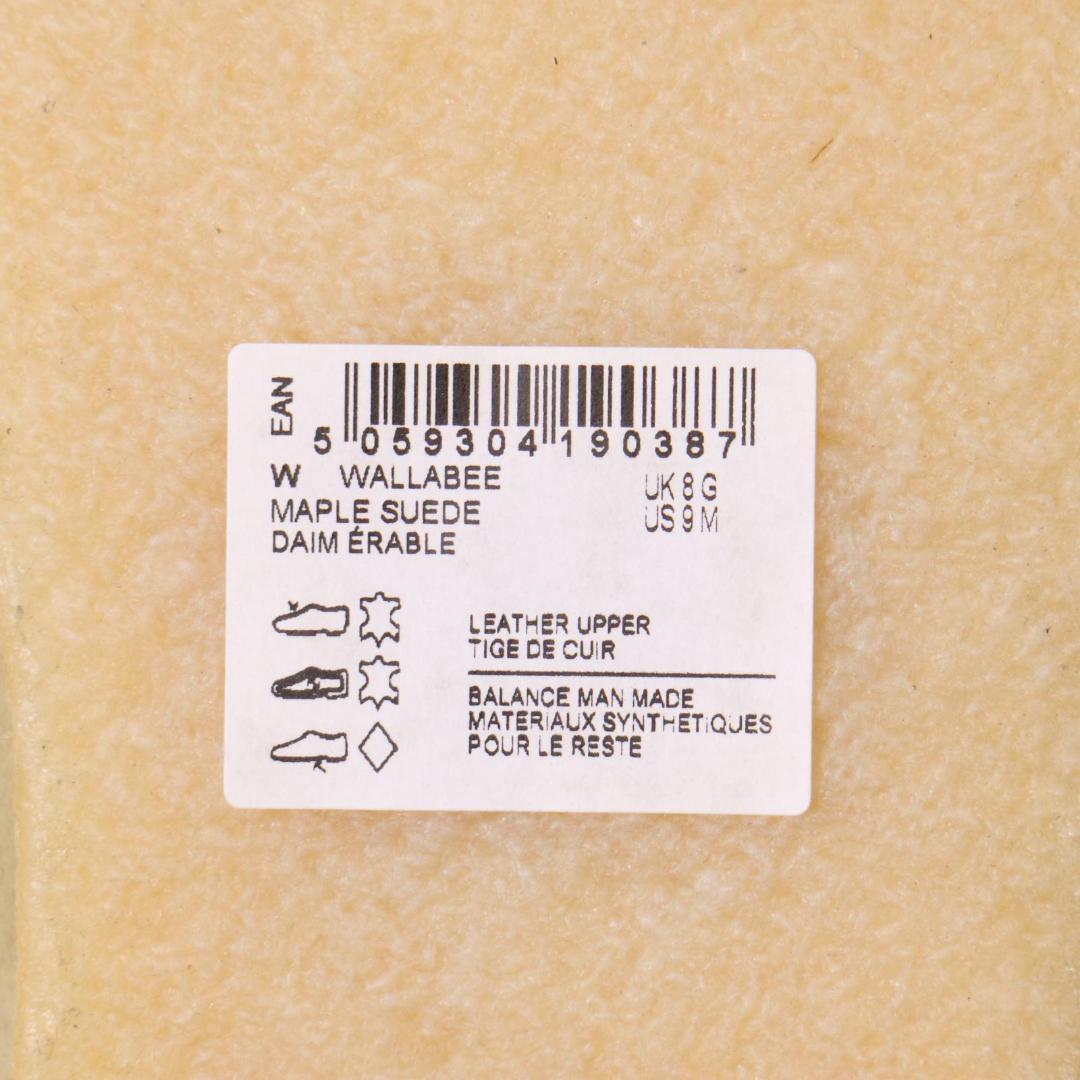 EAN
5 059304 190387
W WALLABEE
MAPLE SUEDE
DAIM ÉRABLE
UK 8 G
US 9 M
LEATHER UPPER
TIGE DE CUIR
BALANCE MAN MADE
MATERIAUX SYNTHETIQUES
POUR LE RESTE